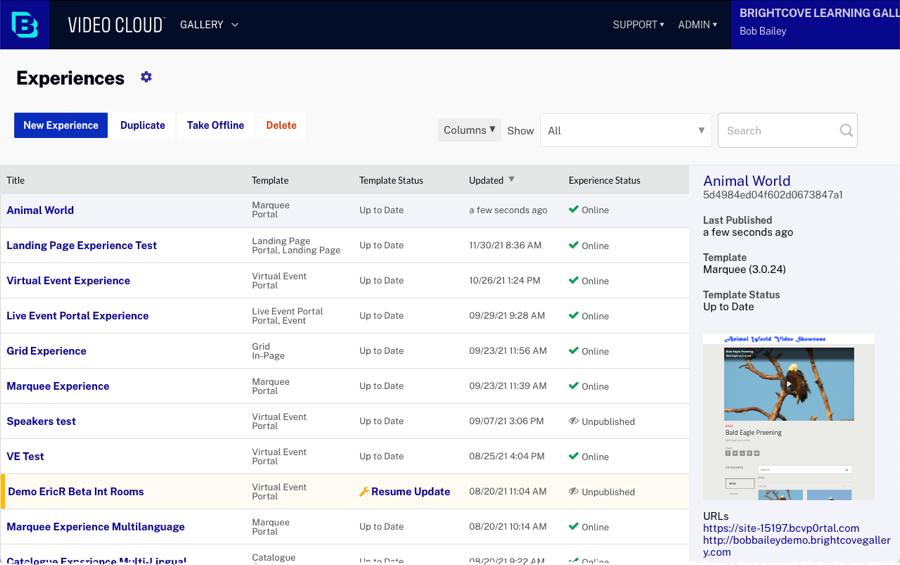 VIDEO CLOUD
GALLERY
SUPPORT
ADMIN
BRIGHTCOVE LEARNING GALL
Bob Bailey
Experiences
New Experience
Duplicate
Take Offline
Delete
Columns
Show
All
Search
Title Template Template Status Updated Experience Status
Animal World Marquee Portal Up to Date a few seconds ago Online
Landing Page Experience Test Landing Page Portal, Landing Page Up to Date 11/30/21 8:36 AM Online
Virtual Event Experience Virtual Event Portal Up to Date 10/26/21 1:24 PM Online
Live Event Portal Experience Live Event Portal Portal, Event Up to Date 09/29/21 9:28 AM Online
Grid Experience Grid In-Page Up to Date 09/23/21 11:56 AM Online
Marquee Experience Marquee Portal Up to Date 09/23/21 11:39 AM Online
Speakers test Virtual Event Portal Up to Date 09/07/21 3:06 PM Unpublished
VE Test Virtual Event Portal Up to Date 08/25/21 4:04 PM Online
Demo EricR Beta Int Rooms Virtual Event Portal Resume Update 08/20/21 11:04 AM Unpublished
Marquee Experience Multilanguage Marquee Portal Up to Date 08/20/21 10:14 AM Online
Catalogue Experience Multi-Lingual Catalogue Up to Date 08/20/21 9:22 AM Online
Animal World
5d4984ed04f602d0673847a1
Last Published
a few seconds ago
Template
Marquee (3.0.24)
Template Status
Up to Date
Animal World Video Showcase
Bald Eagle Preening
Bald Eagle Preening
URLs
https://site-15197.bcvp0rtal.com
http://bobbaileydemo.brightcovegaller
y.com